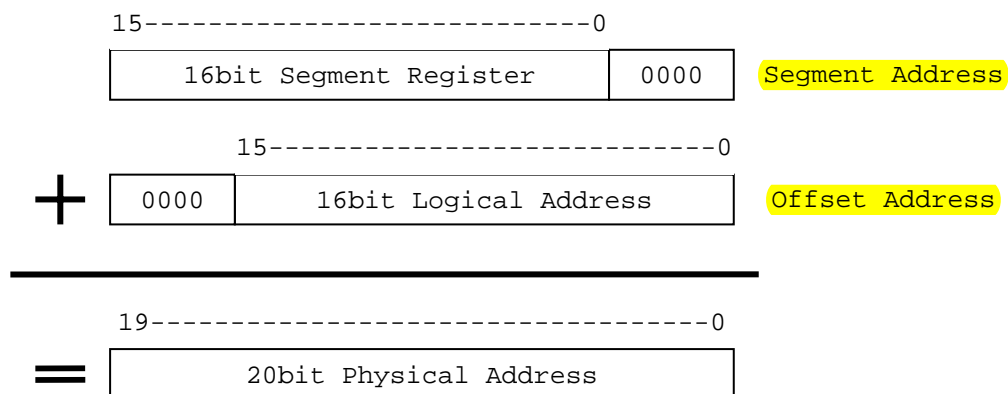 15----------------------------0
16bit Segment Register 0000 Segment Address
15----------------------------0
+ 0000 16bit Logical Address Offset Address
19-----------------------------------0
= 20bit Physical Address